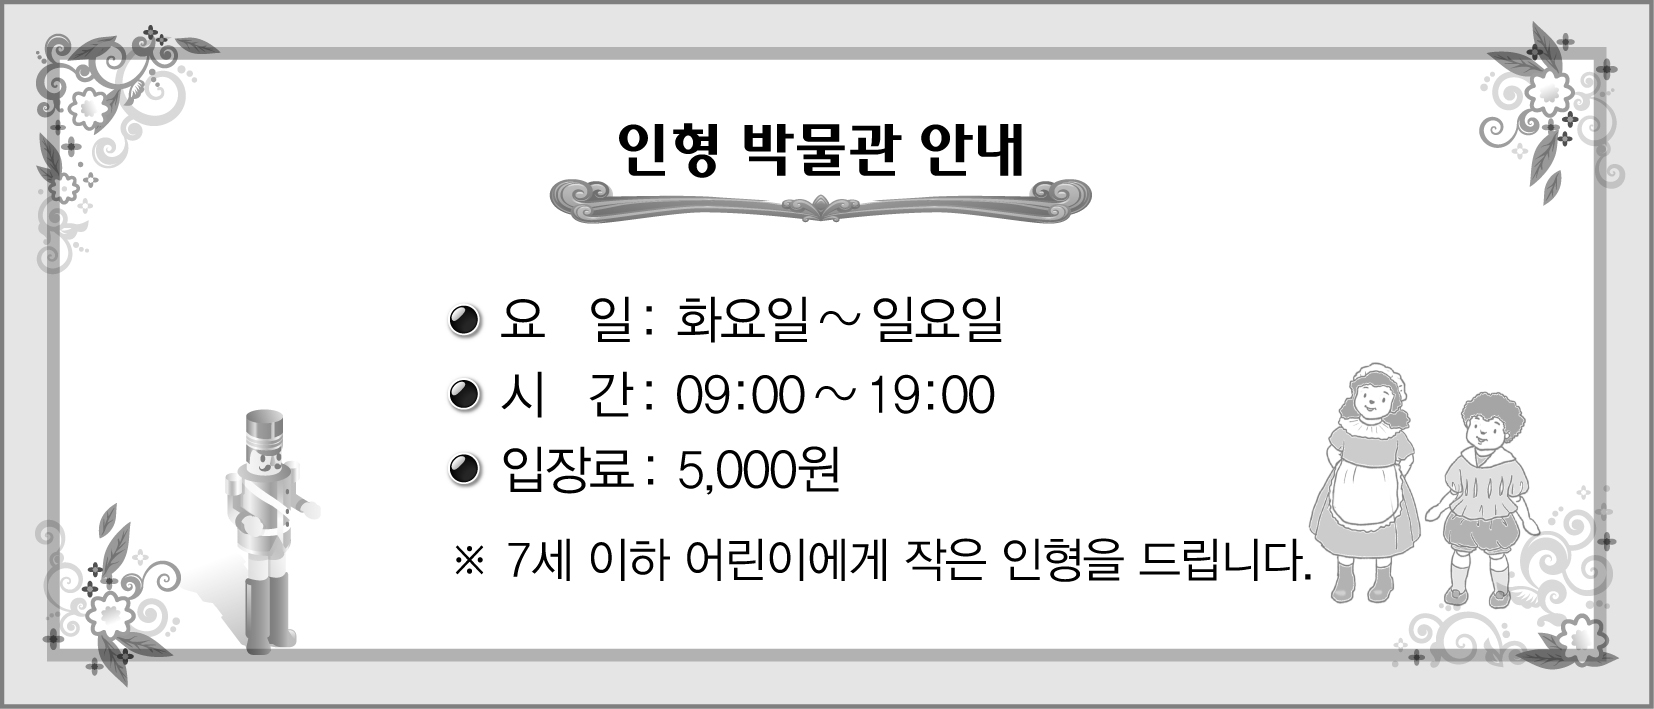 인형 박물관 안내
요 일 : 화요일 ~ 일요일
시 간 : 09:00 ~ 19:00
입장료 : 5,000원
※ 7세 이하 어린이에게 작은 인형을 드립니다.